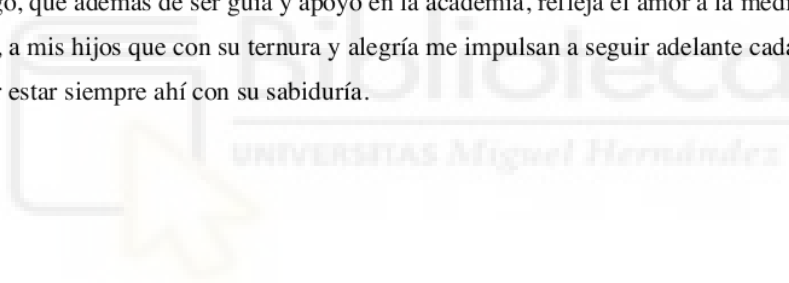 go, que además de ser guía y apoyo en la academia, refleja el amor a la medi
, a mis hijos que con su ternura y alegría me impulsan a seguir adelante cada
estar siempre ahí con su sabiduría.
Biblioteca
UNIVERSITAS Miguel Hernández